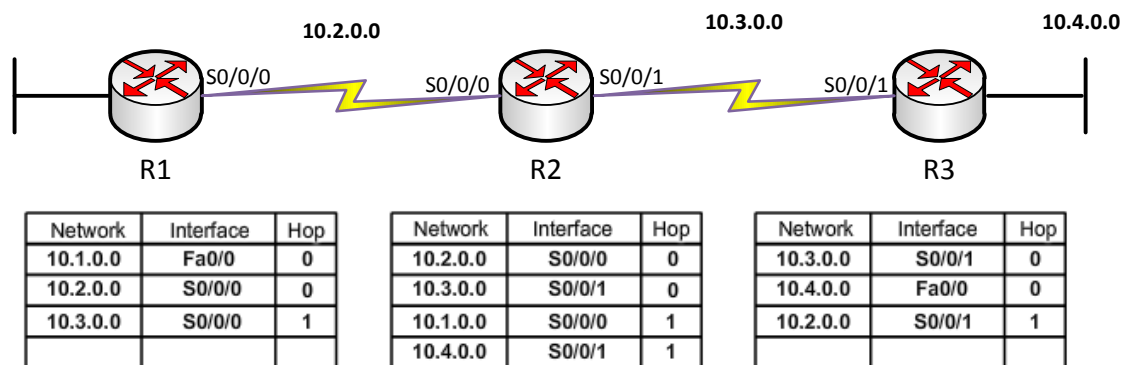 10.2.0.0
10.3.0.0
10.4.0.0
S0/0/0
S0/0/0
S0/0/1
S0/0/1
R1
R2
R3
Network Interface Hop
10.1.0.0 Fa0/0 0
10.2.0.0 S0/0/0 0
10.3.0.0 S0/0/0 1
Network Interface Hop
10.2.0.0 S0/0/0 0
10.3.0.0 S0/0/1 0
10.1.0.0 S0/0/0 1
10.4.0.0 S0/0/1 1
Network Interface Hop
10.3.0.0 S0/0/1 0
10.4.0.0 Fa0/0 0
10.2.0.0 S0/0/1 1